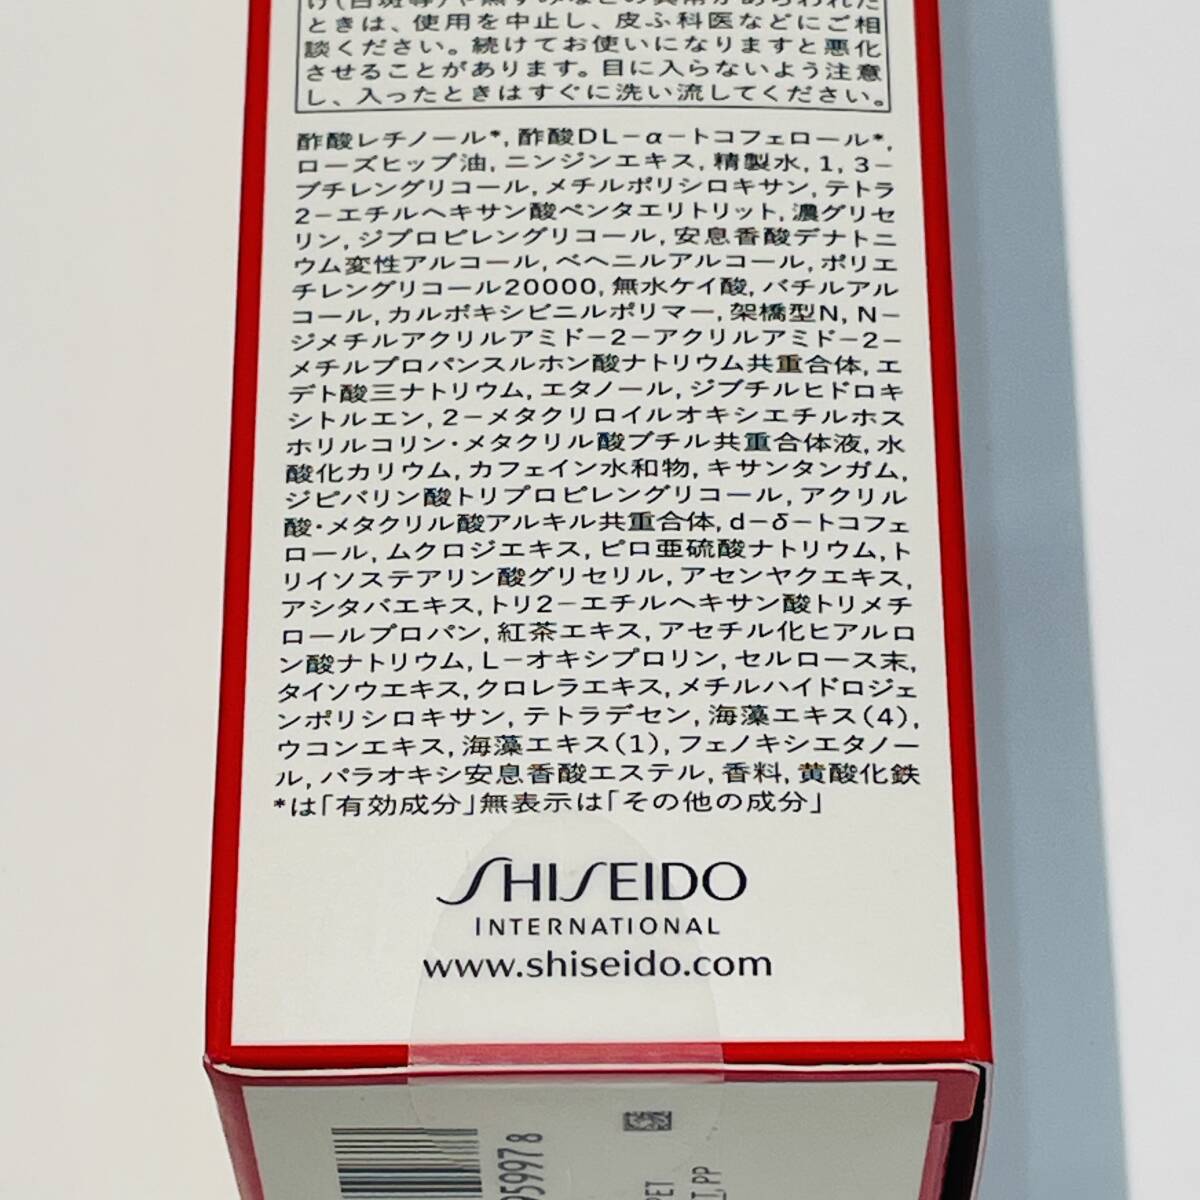 け(白斑等)や黒ずみなどの異常があらわれた
ときは、使用を中止し、皮ふ科医などにご相
談ください。続けてお使いになりますと悪化
させることがあります。目に入らないよう注意
し、入ったときはすぐに洗い流してください。
酢酸レチノール*, 酢酸DL-α-トコフェロール*,
ローズヒップ油, ニンジンエキス, 精製水, 1, 3-
ブチレングリコール, メチルポリシロキサン, テトラ
2-エチルヘキサン酸ペンタエリトリット, 濃グリセ
リン, ジプロピレングリコール, 安息香酸デナトニ
ウム変性アルコール, ベヘニルアルコール, ポリエ
チレングリコール20000, 無水ケイ酸, バチルアル
コール, カルボキシビニルポリマー, 架橋型N, N-
ジメチルアクリルアミド-2-アクリルアミド-2-
メチルプロパンスルホン酸ナトリウム共重合体, エ
デト酸三ナトリウム, エタノール, ジブチルヒドロキ
シトルエン, 2-メタクリロイルオキシエチルホス
ホリルコリン・メタクリル酸ブチル共重合体液, 水
酸化カリウム, カフェイン水和物, キサンタンガム,
ジピバリン酸トリプロピレングリコール, アクリル
酸・メタクリル酸アルキル共重合体, d-δ-トコフェ
ロール, ムクロジエキス, ピロ亜硫酸ナトリウム, ト
リイソステアリン酸グリセリル, アセンヤクエキス,
アシタバエキス, トリ2-エチルヘキサン酸トリメチ
ロールプロパン, 紅茶エキス, アセチル化ヒアルロ
ン酸ナトリウム, L-オキシプロリン, セルロース末,
タイソウエキス, クロレラエキス, メチルハイドロジェ
ンポリシロキサン, テトラデセン, 海藻エキス(4),
ウコンエキス, 海藻エキス(1), フェノキシエタノー
ル, パラオキシ安息香酸エステル, 香料, 黄酸化鉄
*は「有効成分」無表示は「その他の成分」
SHISEIDO
INTERNATIONAL
www.shiseido.com
95997 8
PET
PP